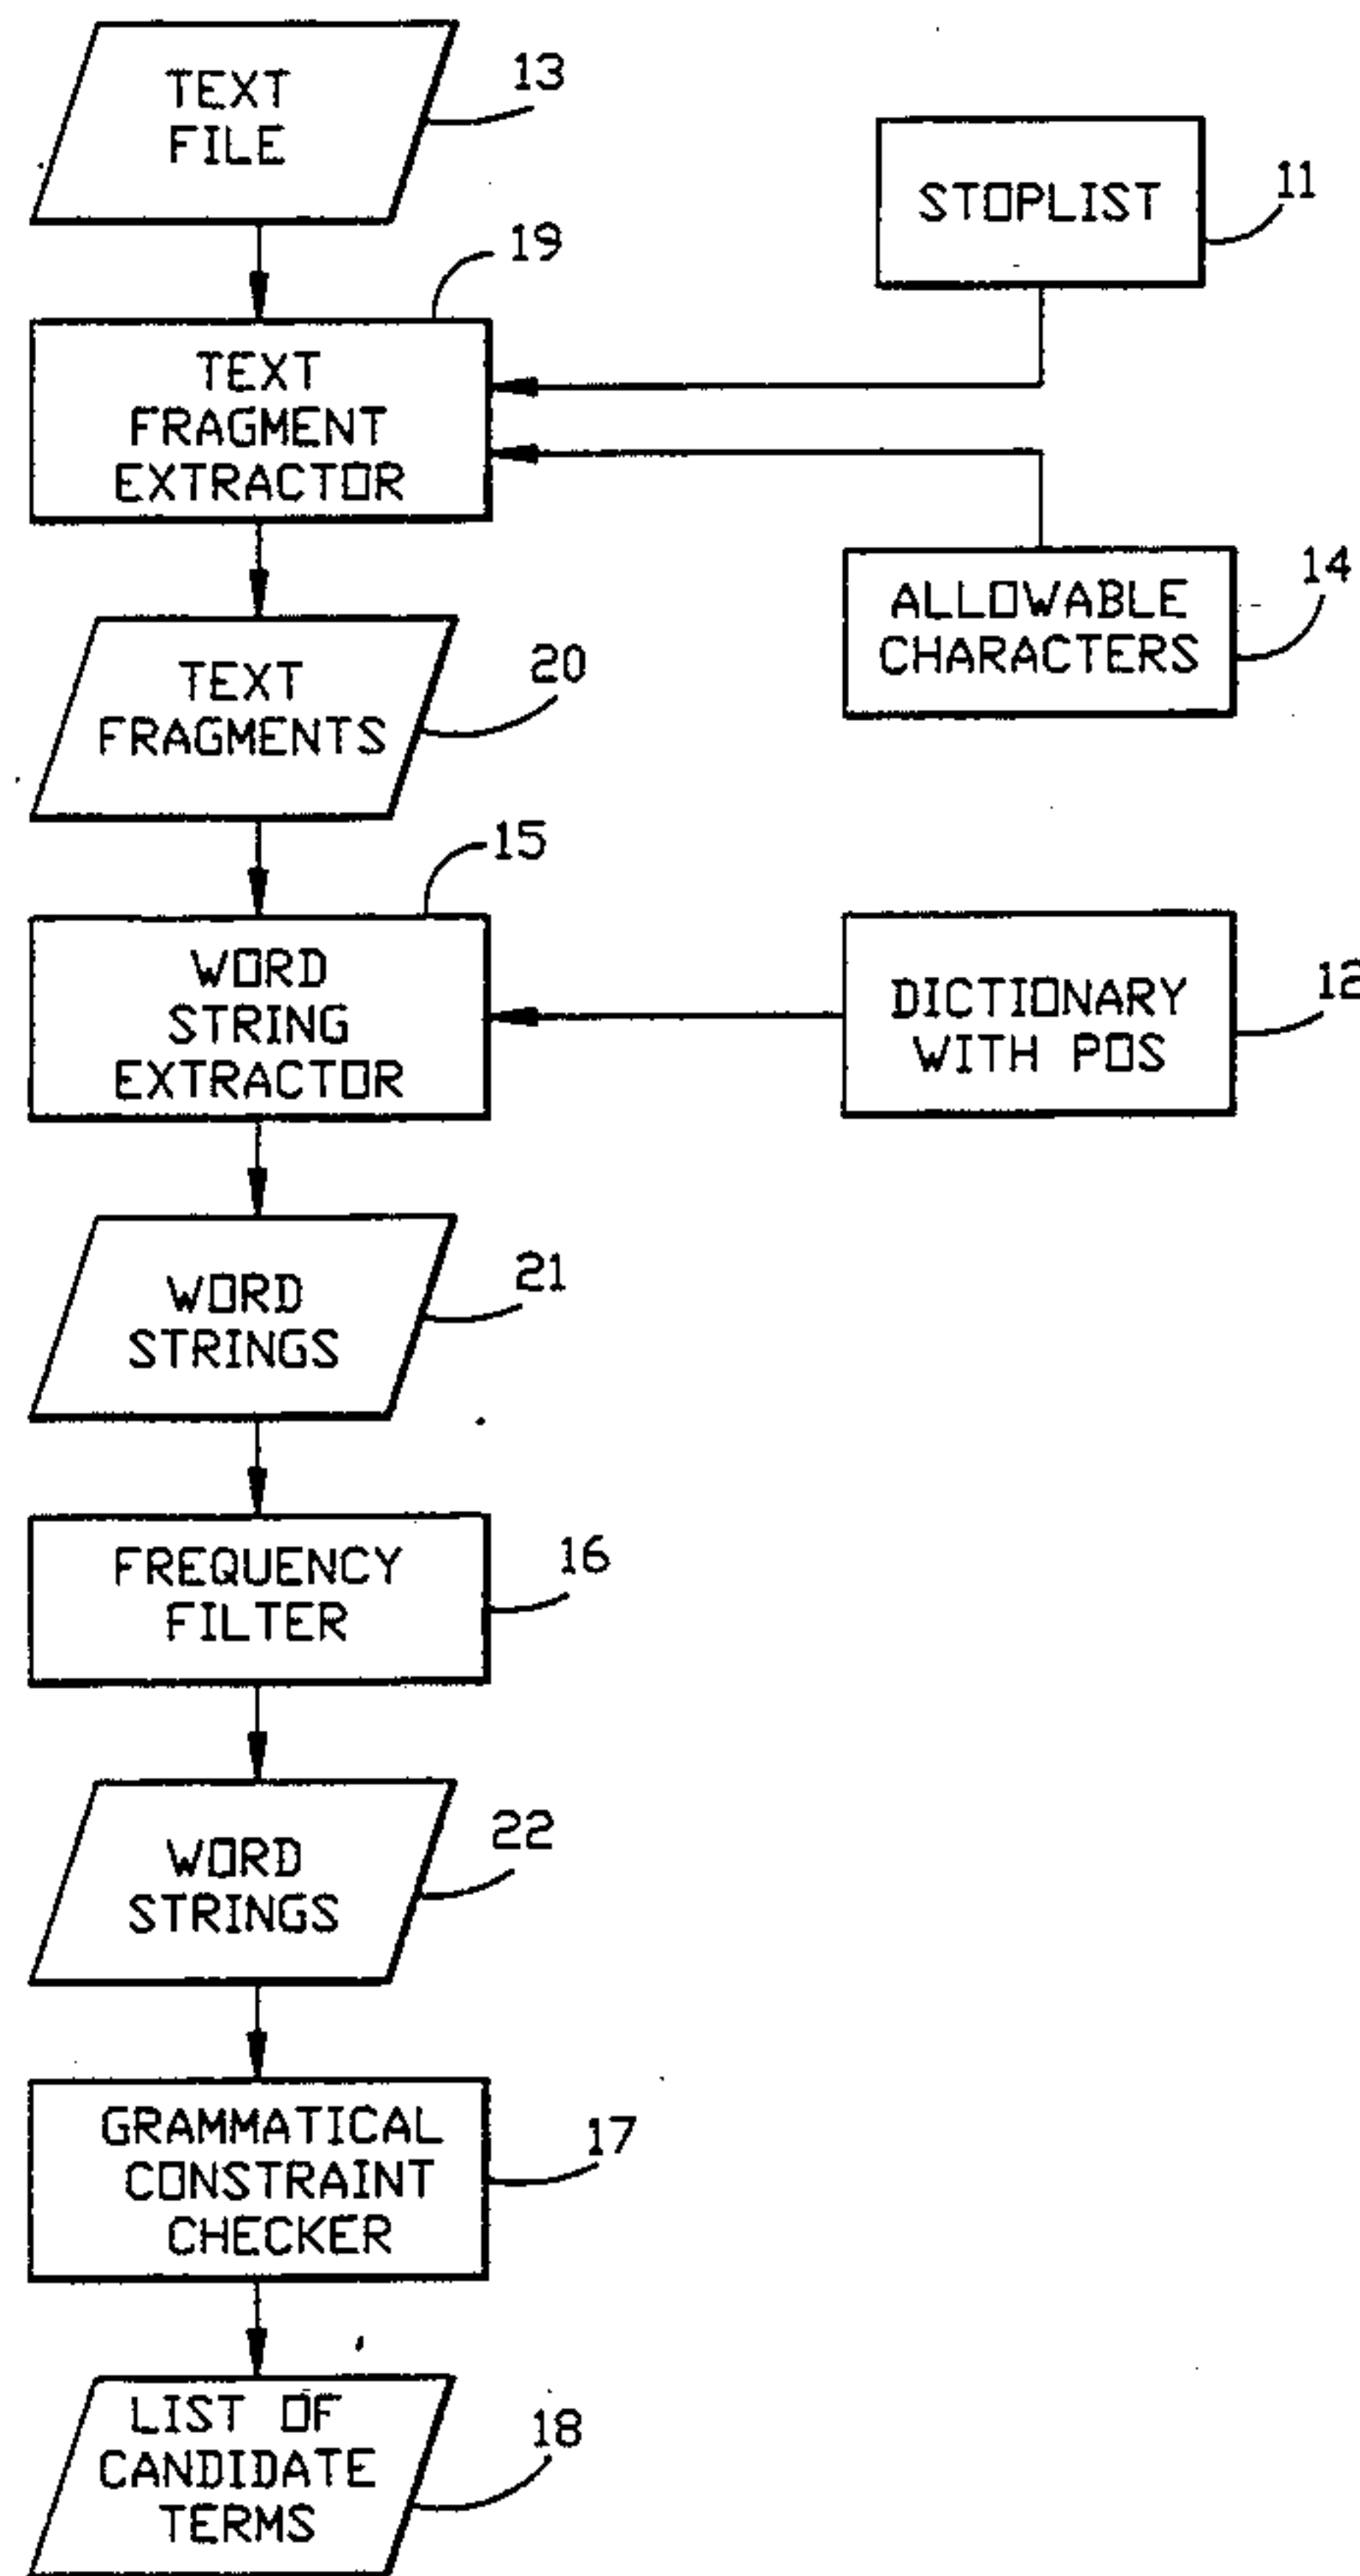 TEXT
FILE
13
STOPLIST
11
19
TEXT
FRAGMENT
EXTRACTOR
ALLOWABLE
CHARACTERS
14
TEXT
FRAGMENTS
20
15
WORD
STRING
EXTRACTOR
DICTIONARY
WITH POS
12
WORD
STRINGS
21
FREQUENCY
FILTER
16
WORD
STRINGS
22
GRAMMATICAL
CONSTRAINT
CHECKER
17
LIST OF
CANDIDATE
TERMS
18